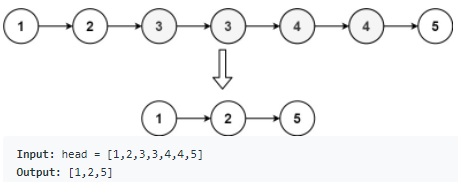 1 2 3 3 4 4 5
1 2 5
Input: head = [1,2,3,3,4,4,5]
Output: [1,2,5]